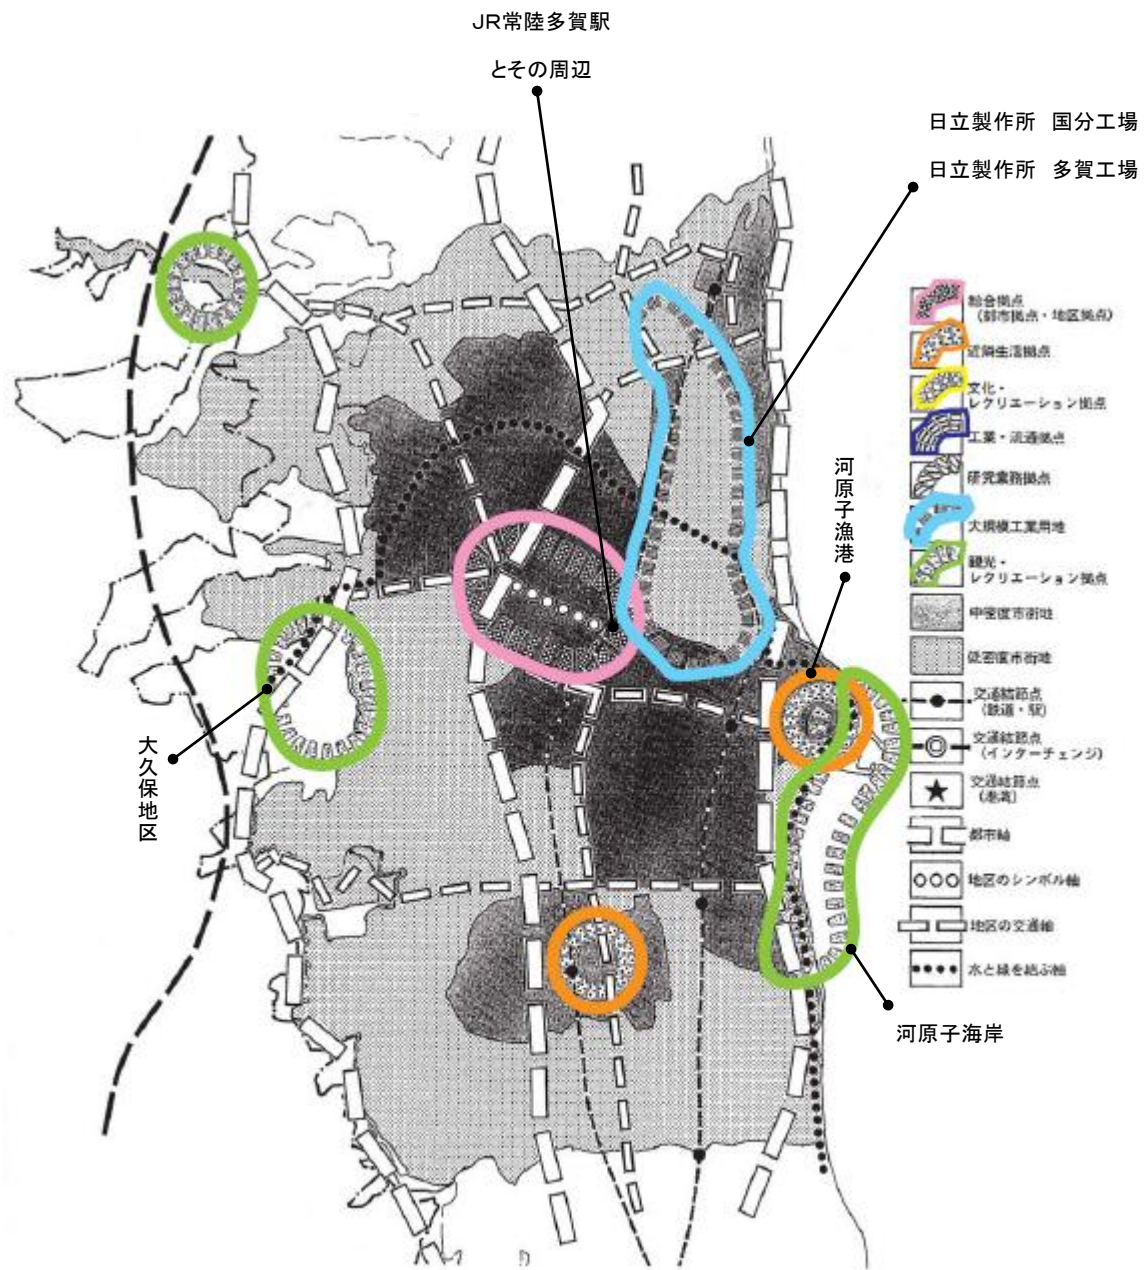 JR常陸多賀駅
とその周辺
日立製作所 国分工場
日立製作所 多賀工場
河原子漁港
大久保地区
河原子海岸
総合拠点
(都市拠点・地区拠点)
近隣生活拠点
文化・
レクリエーション拠点
工業・流通拠点
研究業務拠点
大規模工業用地
観光・
レクリエーション拠点
中密度市街地
低密度市街地
交通結節点
(鉄道・駅)
交通結節点
(インターチェンジ)
交通結節点
(港湾)
都市軸
地区のシンボル軸
地区の交通軸
水と緑を結ぶ軸